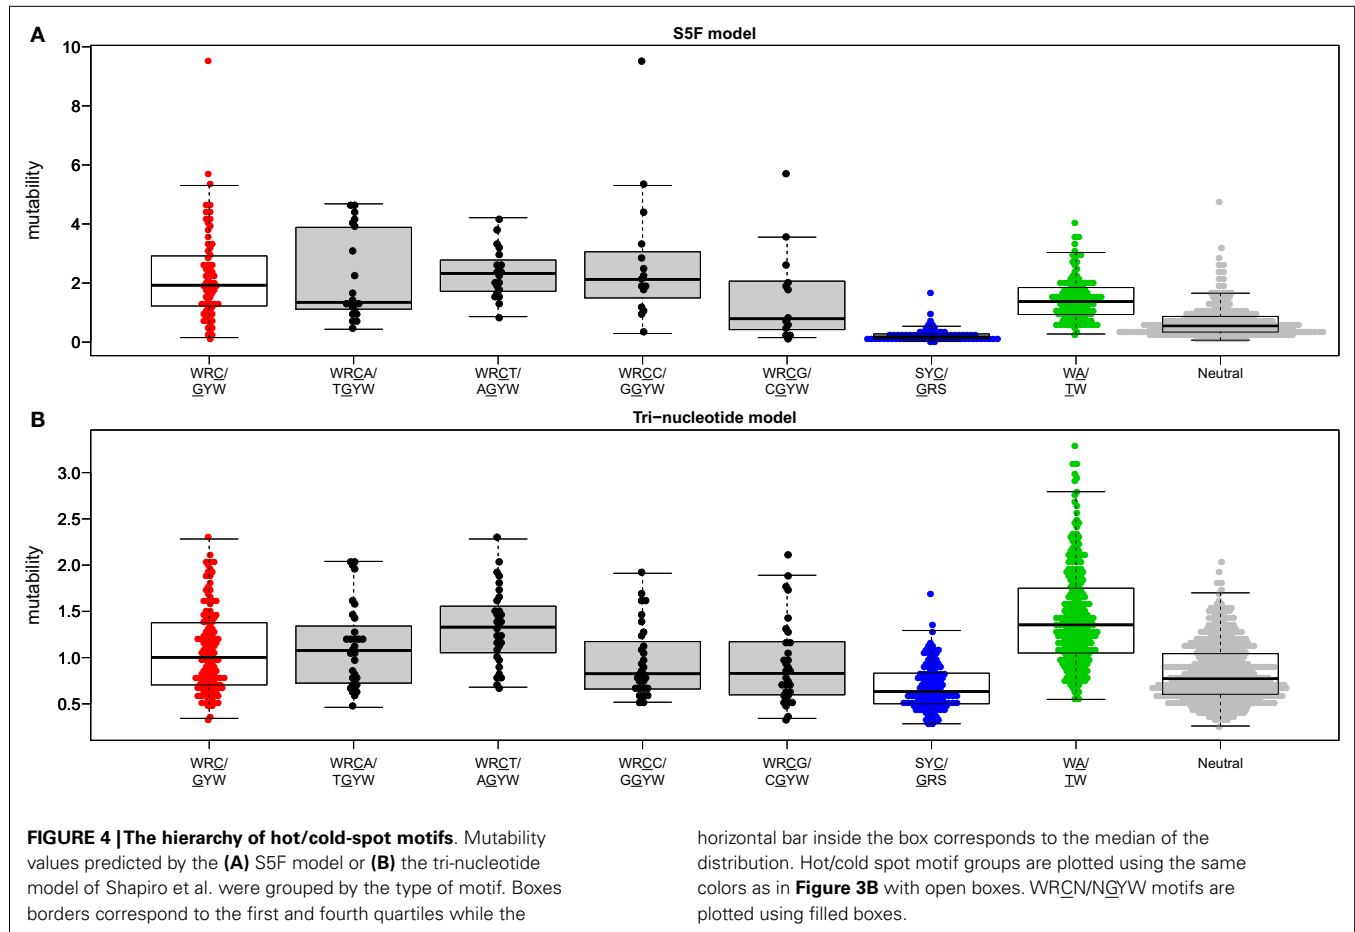 A
S5F model
mutability
10
8
6
4
2
0
WRC/
GYW
WRCA/
TGYW
WRCT/
AGYW
WRCC/
GGYW
WRCG/
CGYW
SYC/
GRS
WA/
TW
Neutral
B
Tri–nucleotide model
mutability
3.0
2.5
2.0
1.5
1.0
0.5
WRC/
GYW
WRCA/
TGYW
WRCT/
AGYW
WRCC/
GGYW
WRCG/
CGYW
SYC/
GRS
WA/
TW
Neutral
FIGURE 4 | The hierarchy of hot/cold-spot motifs. Mutability
values predicted by the (A) S5F model or (B) the tri-nucleotide
model of Shapiro et al. were grouped by the type of motif. Boxes
borders correspond to the first and fourth quartiles while the
horizontal bar inside the box corresponds to the median of the
distribution. Hot/cold spot motif groups are plotted using the same
colors as in Figure 3B with open boxes. WRCN/NGYW motifs are
plotted using filled boxes.